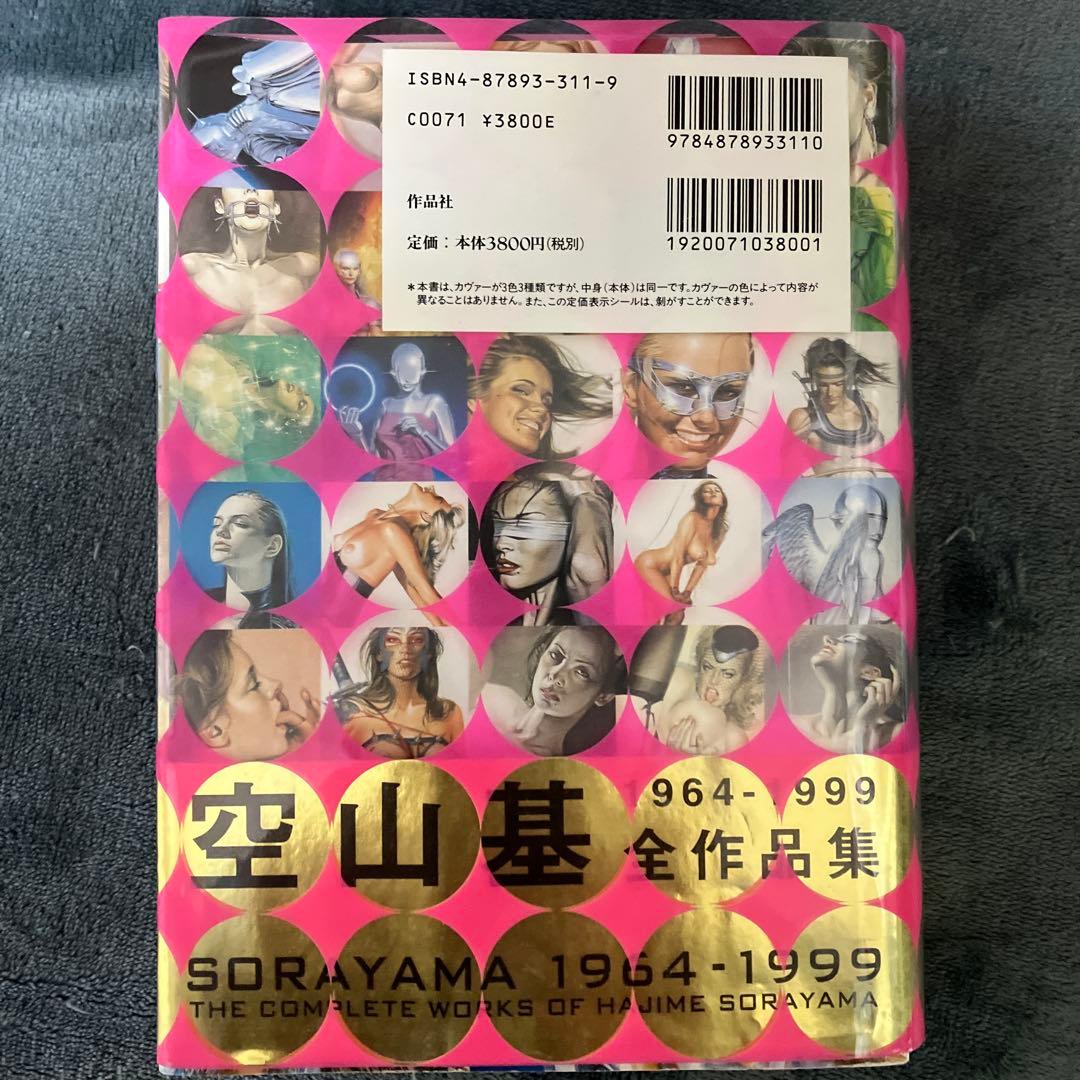 ISBN4-87893-311-9
C0071 ¥3800E
9784878933110
作品社
定価：本体3800円（税別）
1920071038001
＊本書は、カヴァーが3色3種類ですが、中身（本体）は同一です。カヴァーの色によって内容が
異なることはありません。また、この定価表示シールは、剝がすことができます。
空山基
1964-1999
全作品集
SORAYAMA 1964-1999
THE COMPLETE WORKS OF HAJIME SORAYAMA